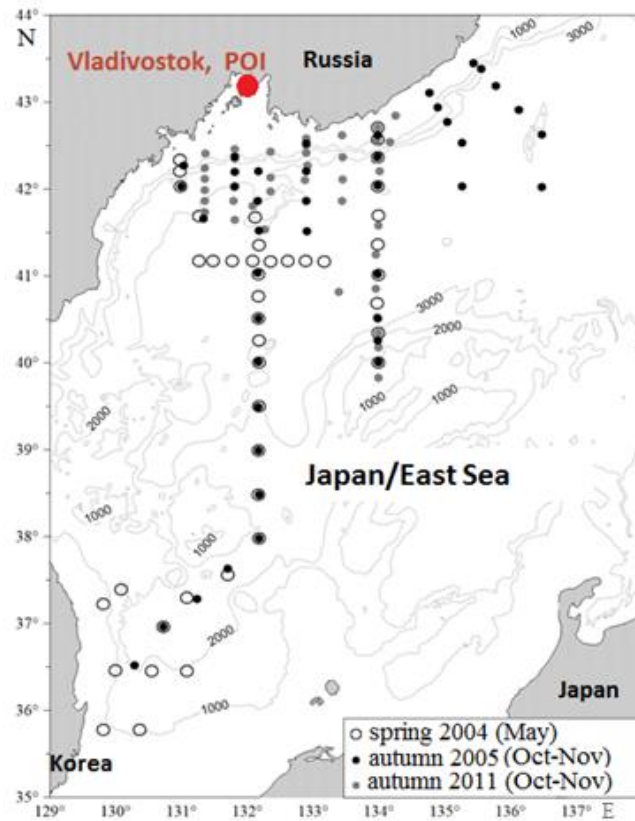 44°
N
Vladivostok, POI
Russia
1000
3000
43°
42°
41°
3000
2000
40°
1000
1000
2000
39°
Japan/East Sea
38°
1000
1000
37°
2000
36°
1000
Japan
Korea
○ spring 2004 (May)
● autumn 2005 (Oct-Nov)
● autumn 2011 (Oct-Nov)
35°
129° 130° 131° 132° 133° 134° 135° 136° 137° E